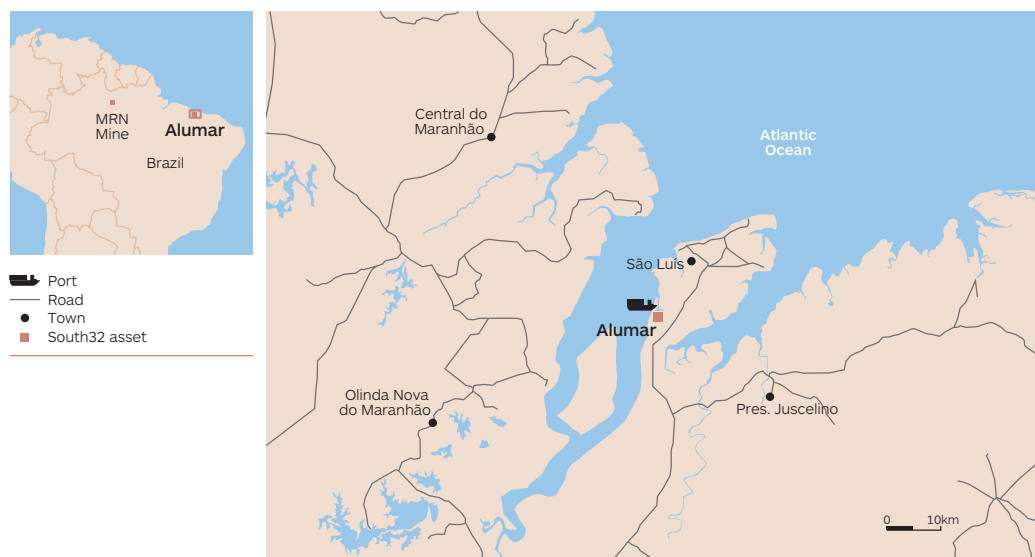 MRN
Mine
Alumar
Brazil
Port
Road
Town
South32 asset
Central do
Maranhão
Atlantic
Ocean
São Luís
Alumar
Olinda Nova
do Maranhão
Pres. Juscelino
0 10km